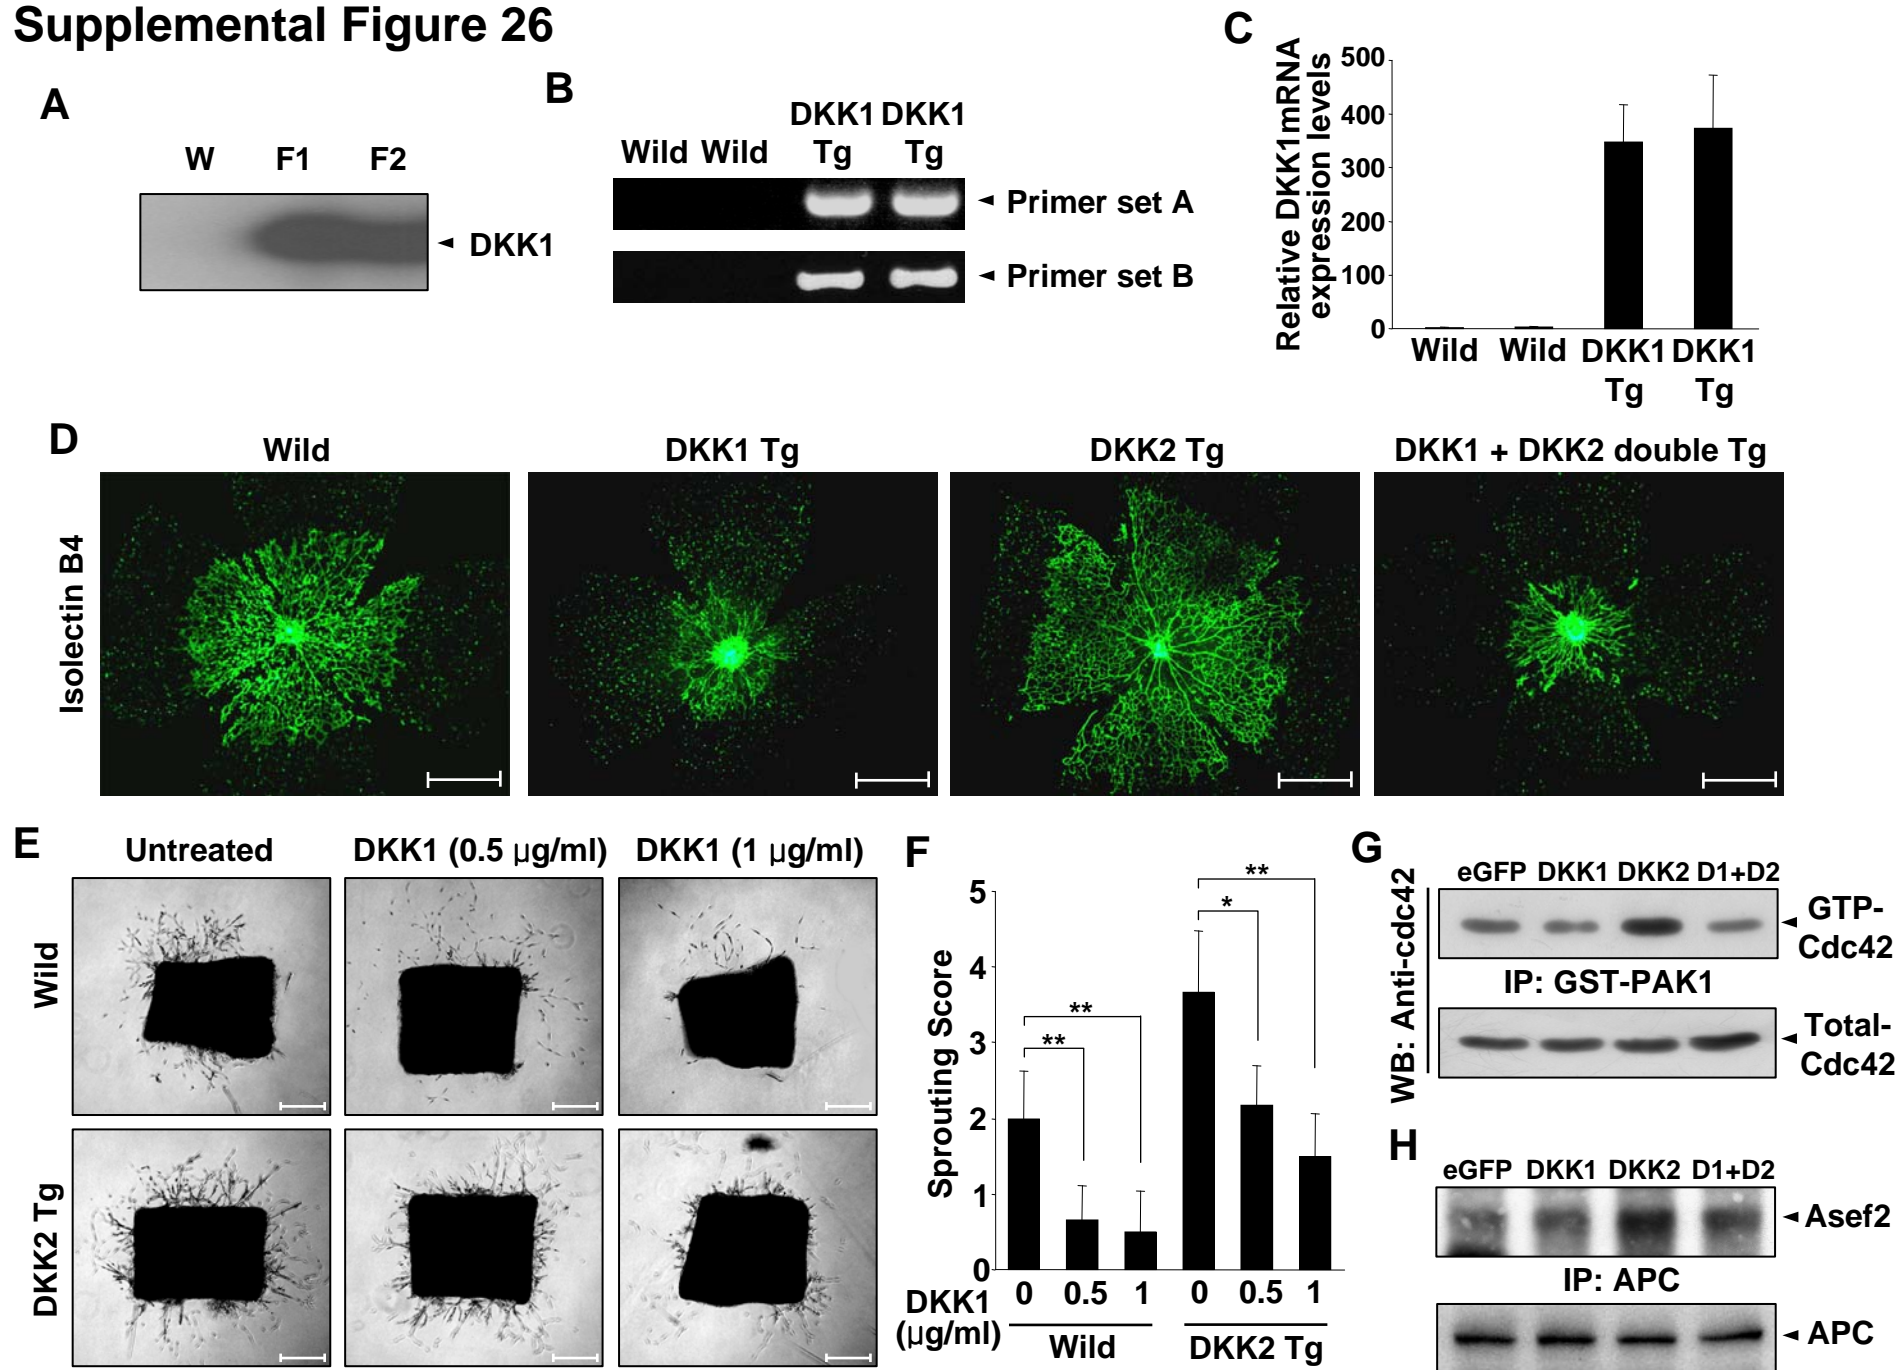 Supplemental Figure 26
A
W F1 F2
DKK1
B
Wild Wild DKK1 Tg DKK1 Tg
Primer set A
Primer set B
C
Relative DKK1mRNA
expression levels
500
400
300
200
100
0
Wild Wild DKK1 DKK1
Tg Tg
D
Wild DKK1 Tg DKK2 Tg DKK1 + DKK2 double Tg
Isolectin B4
E
Untreated DKK1 (0.5 µg/ml) DKK1 (1 µg/ml)
Wild
DKK2 Tg
F
Sprouting Score
5
4
3
2
1
0
**
**
*
**
DKK1
(µg/ml)
0 0.5 1 0 0.5 1
Wild DKK2 Tg
G
WB: Anti-cdc42
eGFP DKK1 DKK2 D1+D2
GTP-
Cdc42
IP: GST-PAK1
Total-
Cdc42
H
eGFP DKK1 DKK2 D1+D2
Asef2
IP: APC
APC